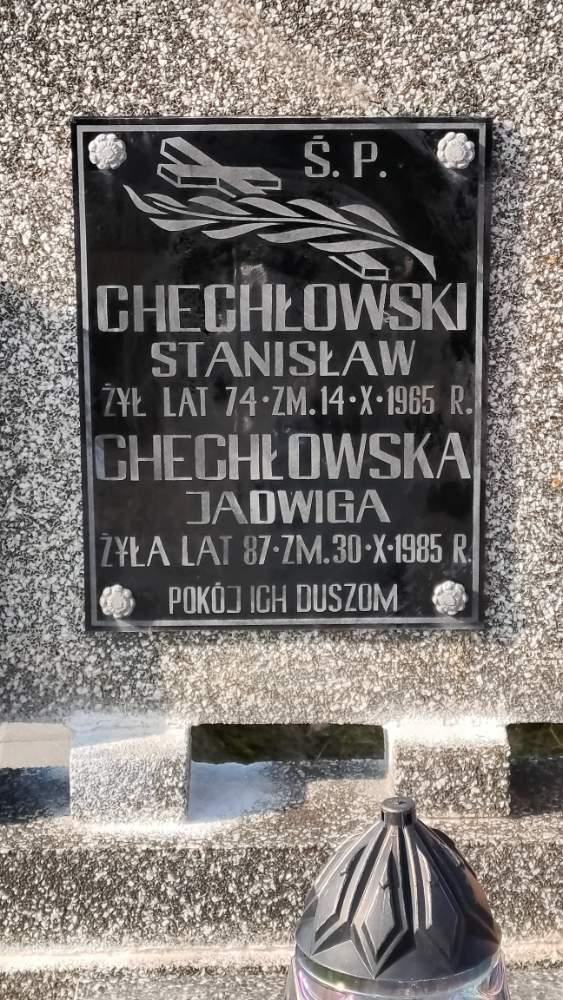 Ś. P.
CHECHŁOWSKI
STANISŁAW
ŻYŁ LAT 74·ZM.14·X·1965 R.
CHECHŁOWSKA
JADWIGA
ŻYŁA LAT 87·ZM.30·X·1985 R.
POKÓJ ICH DUSZOM